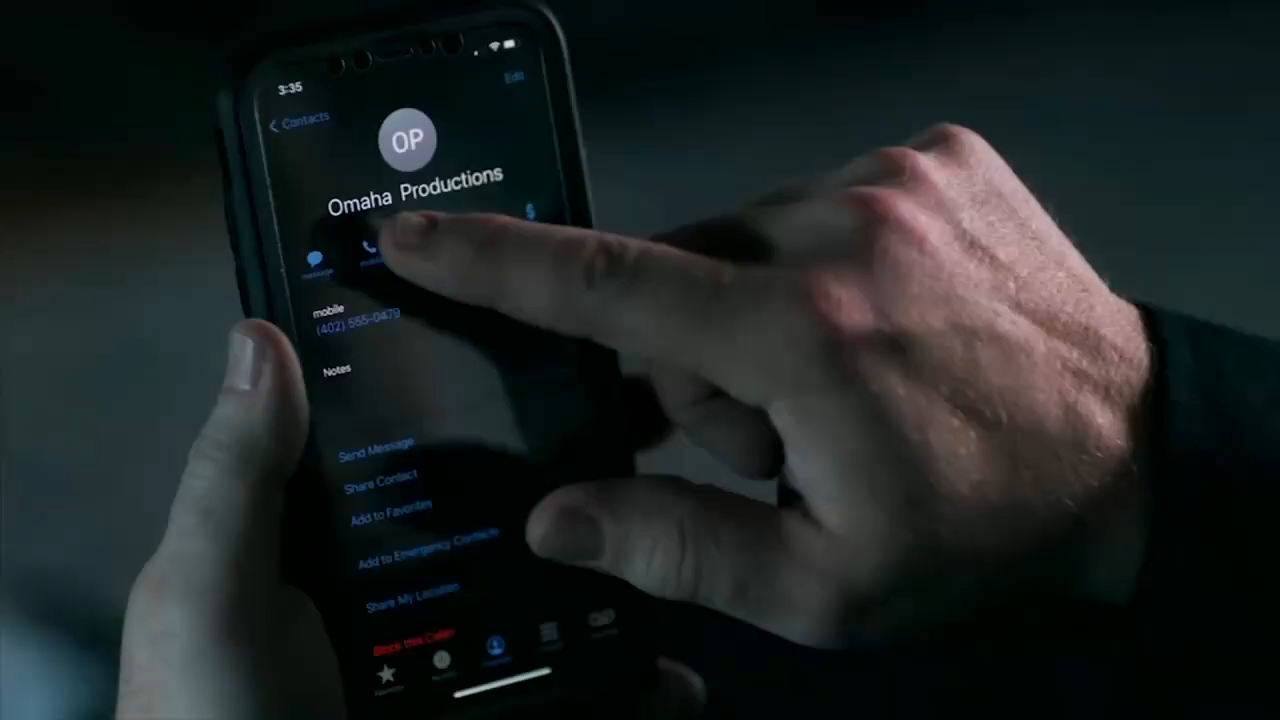 3:35
Edit
Contacts
OP
Omaha Productions
$
message
mobile
(402) 555-0479
Notes
Send Message
Share Contact
Add to Favorites
Add to Emergency Contacts
Share My Location
Block this Caller